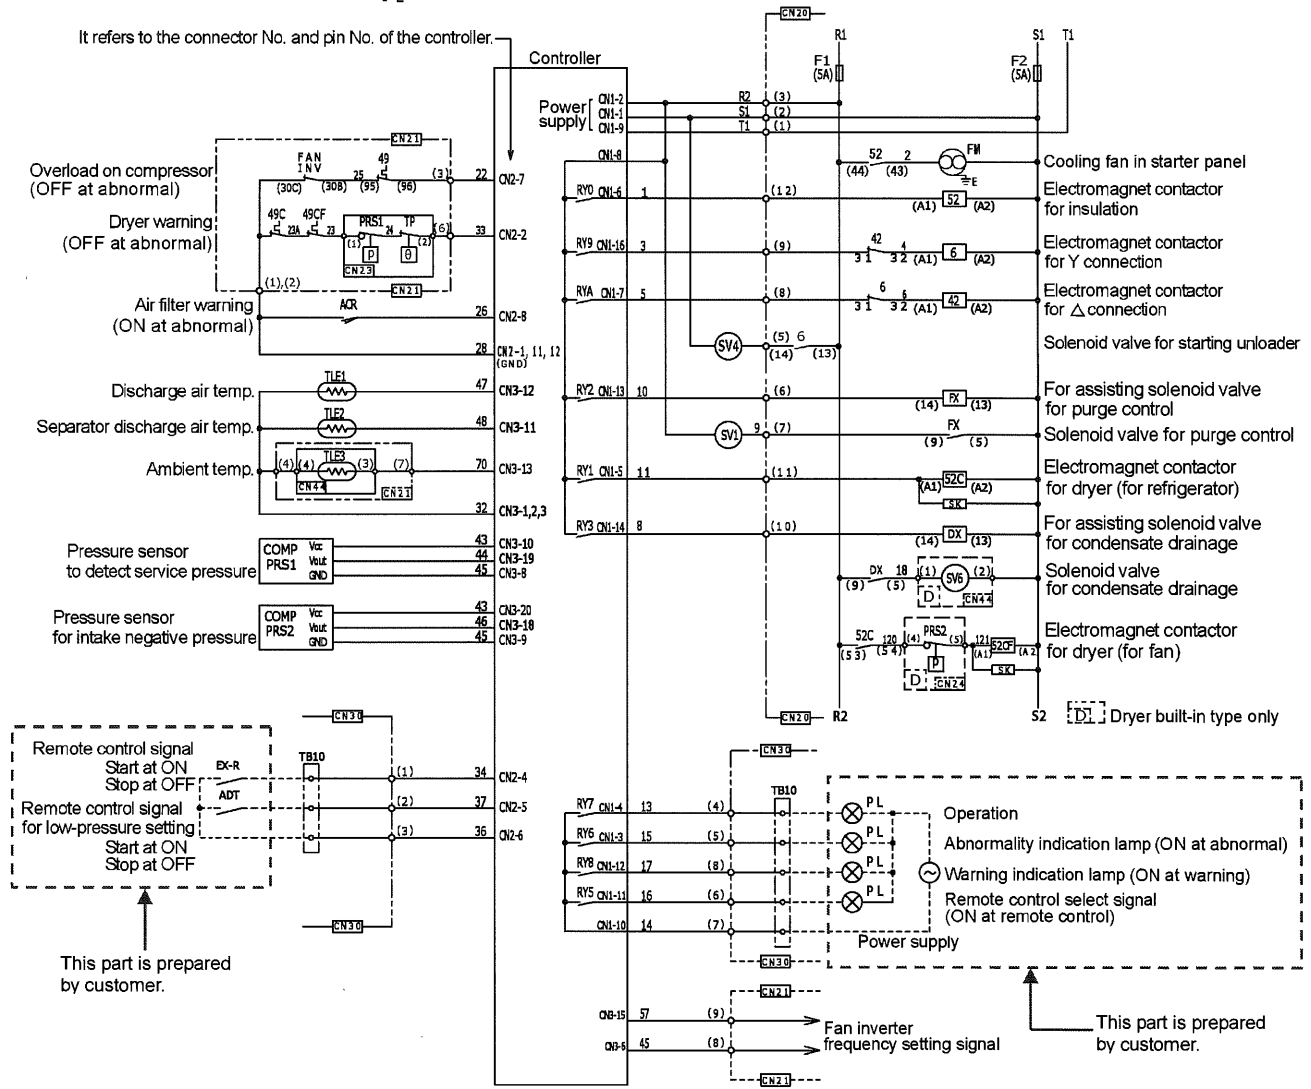 CN20
It refers to the connector No. and pin No. of the controller.
R1 S1 T1
Controller
F1 (5A) F2 (5A)
Power supply
CN1-2 R2 (3)
CN1-1 S1 (2)
CN1-9 T1 (1)
CN1-8
CN21
Overload on compressor (OFF at abnormal)
FAN INV 49
(30C) (30B) 25 (95) (96) (3) 22 CN2-7
52 2 FM
(44) (43) E
Cooling fan in starter panel
RY0 CN1-6 1 (12) (A1) 52 (A2)
Electromagnet contactor for insulation
Dryer warning (OFF at abnormal)
49C 49CF PRS1 TP
23A 23 (1) 24 (2) (6) 33 CN2-2
P θ
CN23
RY9 CN1-16 3 (9) 42 4
31 32 (A1) 6 (A2)
Electromagnet contactor for Y connection
(1),(2) CN21
RYA CN1-7 5 (8) 6 6
31 32 (A1) 42 (A2)
Electromagnet contactor for △ connection
Air filter warning (ON at abnormal)
ACR 26 CN2-8
28 CN2-1, 11, 12 (GND)
SV4 (5) 6
(14) (13)
Solenoid valve for starting unloader
Discharge air temp. TLE1 47 CN3-12
RY2 CN1-13 10 (6) (14) FX (13)
For assisting solenoid valve for purge control
Separator discharge air temp. TLE2 48 CN3-11
SV1 9 (7) FX
(9) (5)
Solenoid valve for purge control
Ambient temp. (4) (4) TLE3 (3) (7) 70 CN3-13
CN44 CN21
RY1 CN1-5 11 (11) (A1) 52C (A2)
SK
Electromagnet contactor for dryer (for refrigerator)
32 CN3-1,2,3
RY3 CN1-14 8 (10) (14) DX (13)
For assisting solenoid valve for condensate drainage
Pressure sensor to detect service pressure
COMP PRS1
Vcc 43 CN3-10
Vout 44 CN3-19
GND 45 CN3-8
DX 18 (1) SV6 (2)
(9) (5) D CN44
Solenoid valve for condensate drainage
Pressure sensor for intake negative pressure
COMP PRS2
Vcc 43 CN3-20
Vout 46 CN3-18
GND 45 CN3-9
52C 120 (4) PRS2 (5) 121 52CF
(53) (54) P (A1) (A2)
SK
D CN24
Electromagnet contactor for dryer (for fan)
CN20 R2 S2
D Dryer built-in type only
CN30
Remote control signal
Start at ON
Stop at OFF
EX-R TB10 (1) 34 CN2-4
ADT (2) 37 CN2-5
Remote control signal for low-pressure setting
Start at ON
Stop at OFF
(3) 36 CN2-6
CN30
This part is prepared by customer.
CN30
TB10
RY7 CN1-4 13 (4) PL Operation
RY6 CN1-3 15 (5) PL Abnormality indication lamp (ON at abnormal)
RY8 CN1-12 17 (8) PL Warning indication lamp (ON at warning)
RY5 CN1-11 16 (6) PL Remote control select signal (ON at remote control)
CN1-10 14 (7)
Power supply
CN30
CN21
CN3-15 57 (9)
CN3-6 45 (8)
Fan inverter frequency setting signal
CN21
This part is prepared by customer.